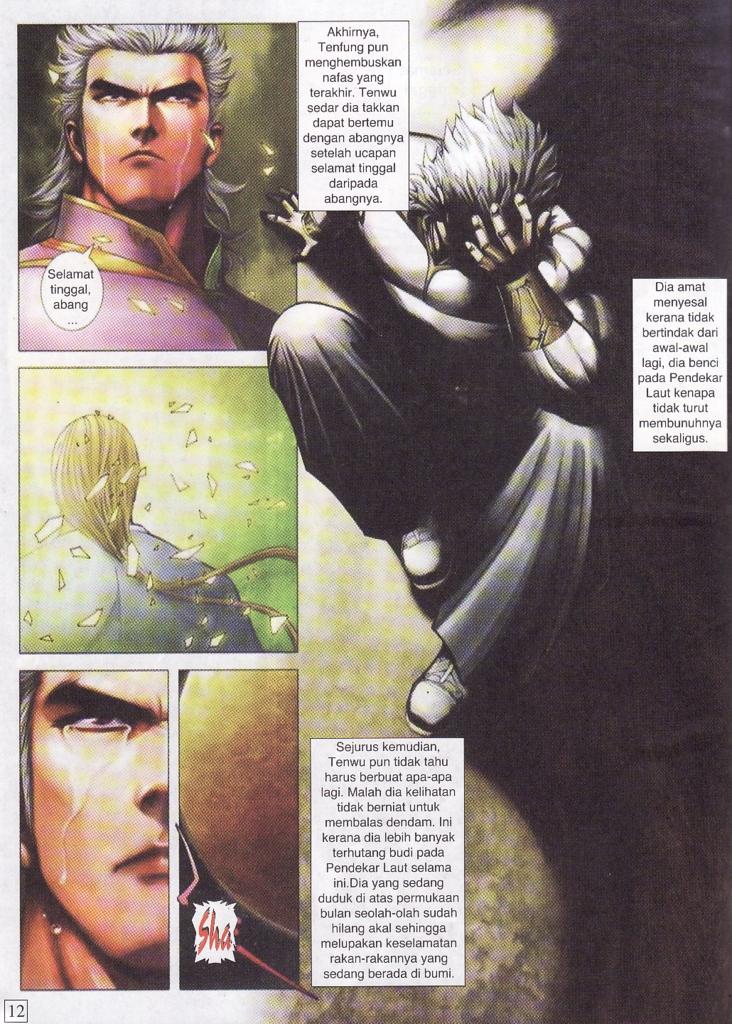 Akhirnya,
Tenfung pun
menghembuskan
nafas yang
terakhir. Tenwu
sedar dia takkan
dapat bertemu
dengan abangnya
setelah ucapan
selamat tinggal
daripada
abangnya.
Selamat
tinggal,
abang
...
Dia amat
menyesal
kerana tidak
bertindak dari
awal-awal
lagi, dia benci
pada Pendekar
Laut kenapa
tidak turut
membunuhnya
sekaligus.
Sejurus kemudian,
Tenwu pun tidak tahu
harus berbuat apa-apa
lagi. Malah dia kelihatan
tidak berniat untuk
membalas dendam. Ini
kerana dia lebih banyak
terhutang budi pada
Pendekar Laut selama
ini.Dia yang sedang
duduk di atas permukaan
bulan seolah-olah sudah
hilang akal sehingga
melupakan keselamatan
rakan-rakannya yang
sedang berada di bumi.
Sha
12